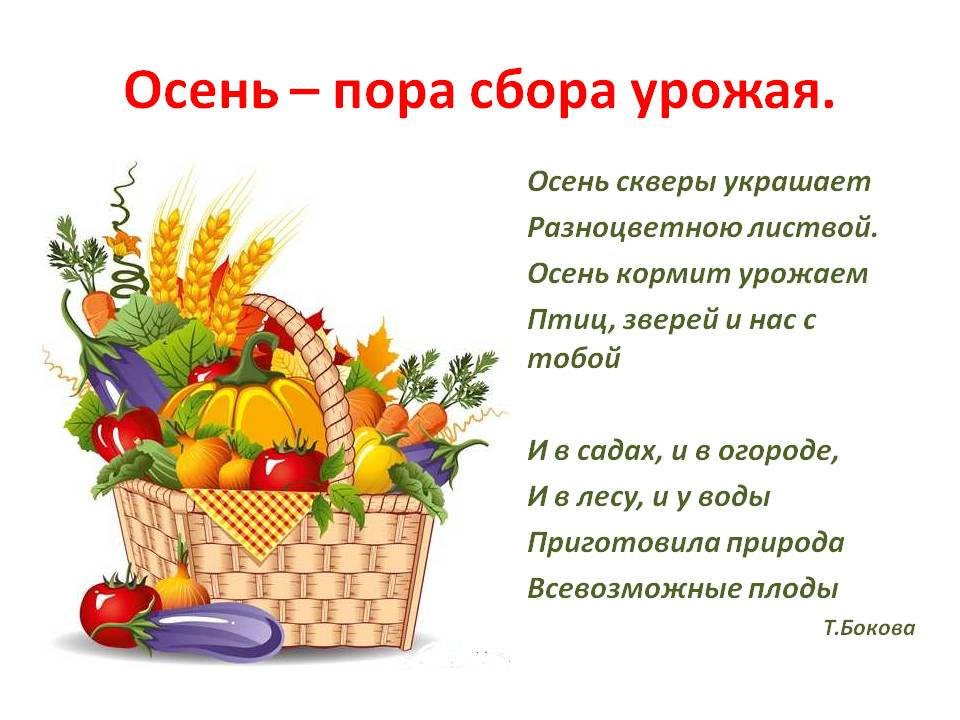 Осень – пора сбора урожая.
Осень скверы украшает
Разноцветною листвой.
Осень кормит урожаем
Птиц, зверей и нас с
тобой
И в садах, и в огороде,
И в лесу, и у воды
Приготовила природа
Всевозможные плоды
Т.Бокова